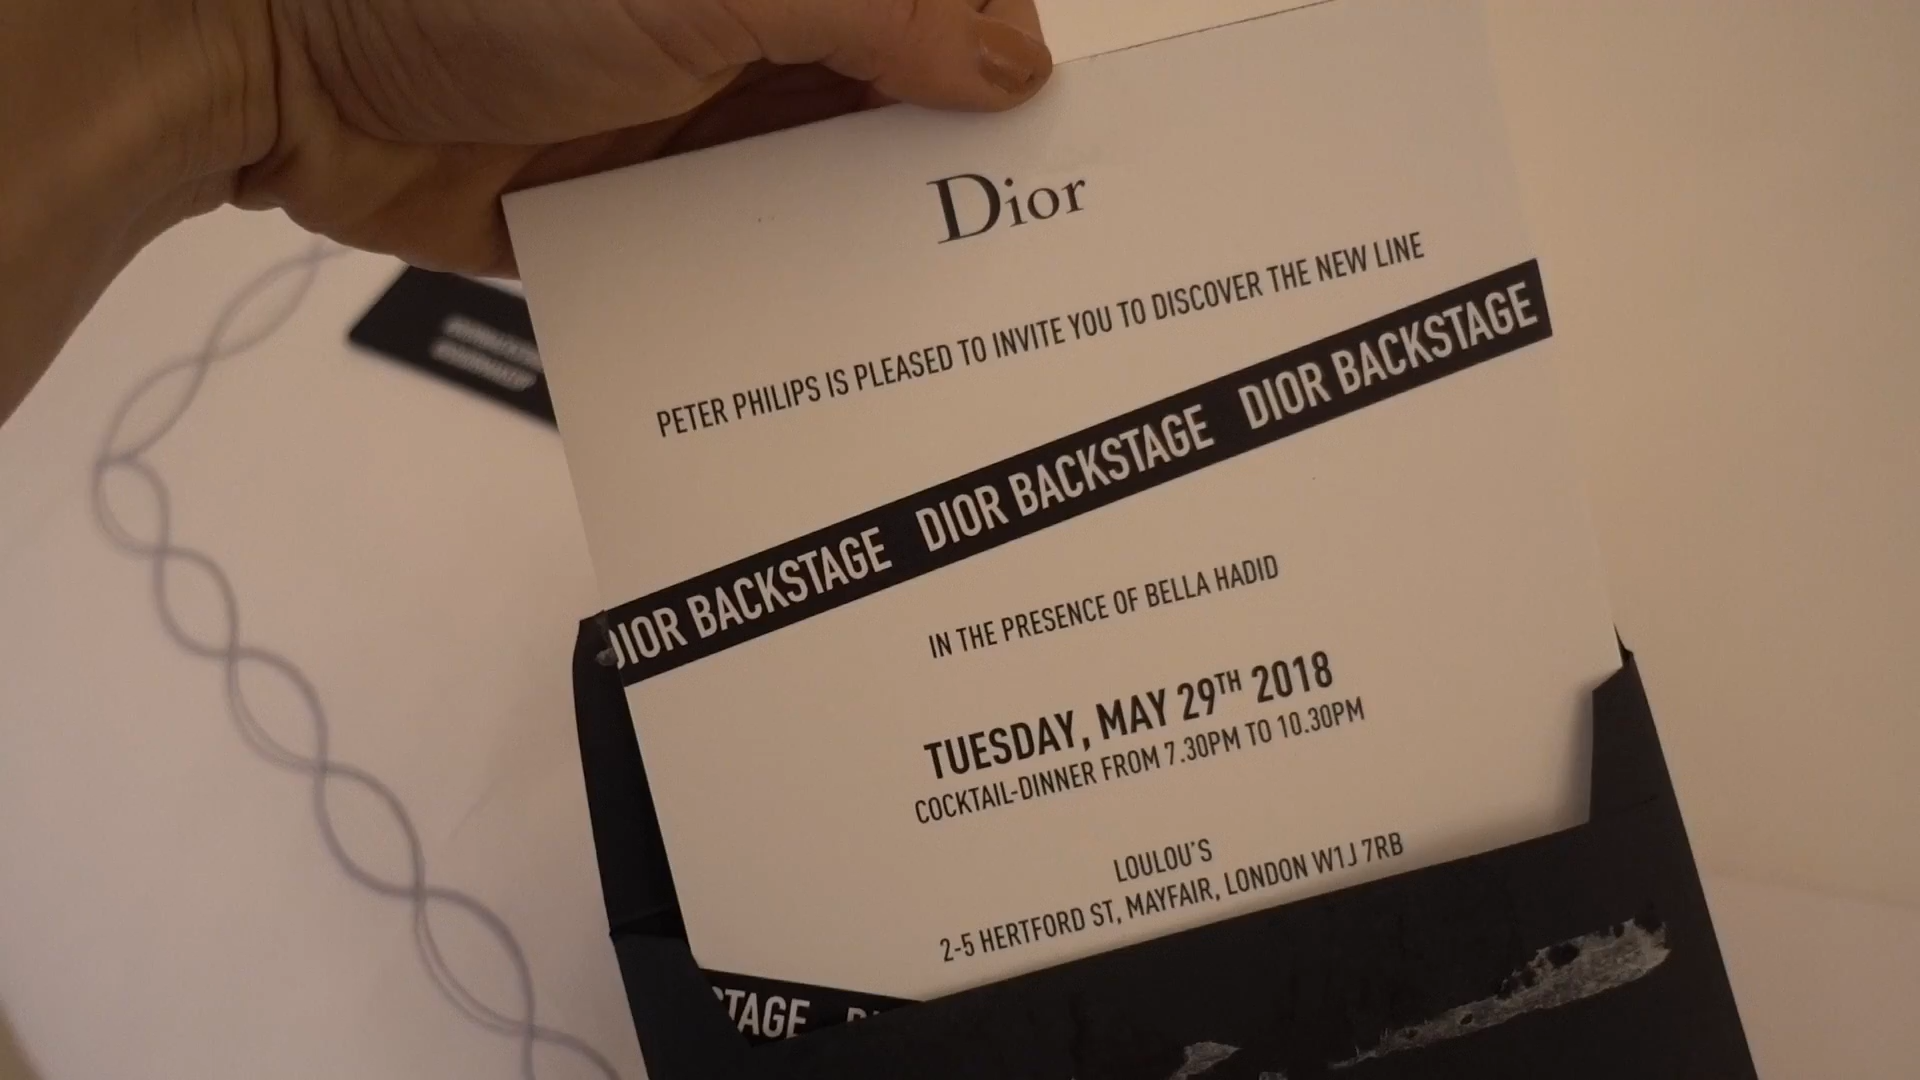 Dior
PETER PHILIPS IS PLEASED TO INVITE YOU TO DISCOVER THE NEW LINE
DIOR BACKSTAGE DIOR BACKSTAGE DIOR BACKSTAGE
IN THE PRESENCE OF BELLA HADID
TUESDAY, MAY 29TH 2018
COCKTAIL-DINNER FROM 7.30PM TO 10.30PM
LOULOU'S
2-5 HERTFORD ST, MAYFAIR, LONDON W1J 7RB
TAGE